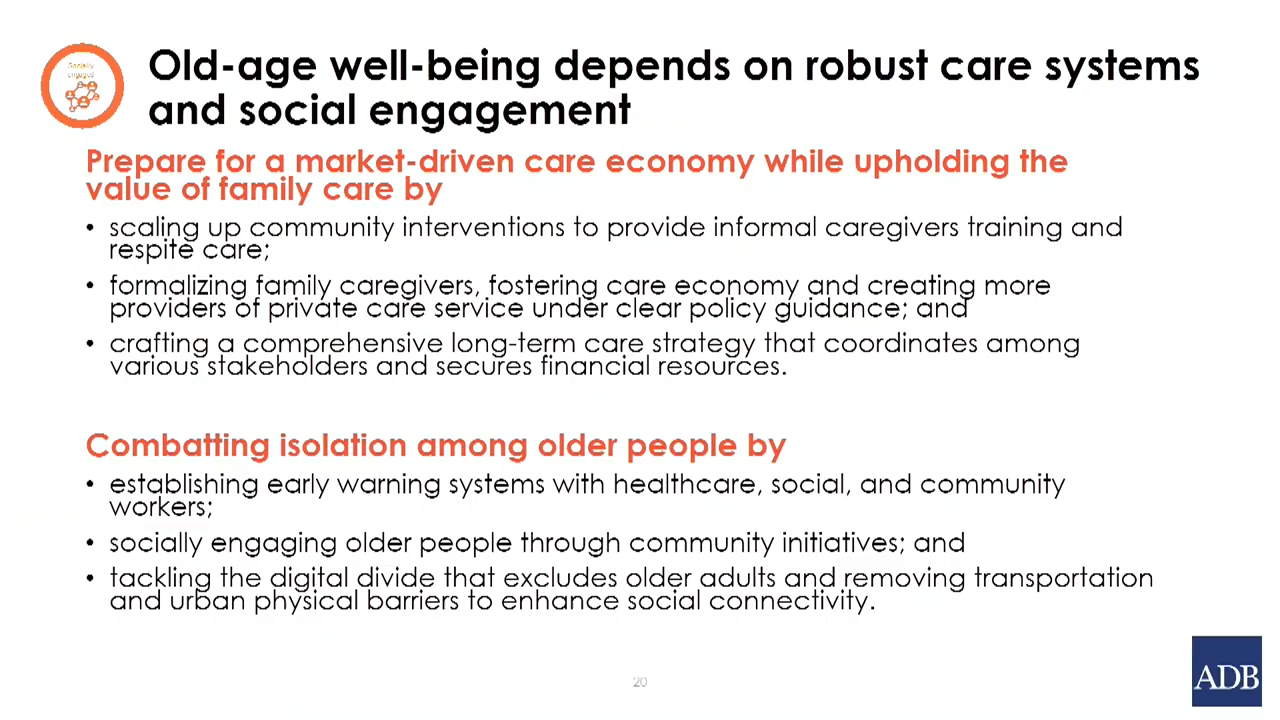 Socially
engaged
Old-age well-being depends on robust care systems
and social engagement
Prepare for a market-driven care economy while upholding the
value of family care by
• scaling up community interventions to provide informal caregivers training and
respite care;
• formalizing family caregivers, fostering care economy and creating more
providers of private care service under clear policy guidance; and
• crafting a comprehensive long-term care strategy that coordinates among
various stakeholders and secures financial resources.
Combatting isolation among older people by
• establishing early warning systems with healthcare, social, and community
workers;
• socially engaging older people through community initiatives; and
• tackling the digital divide that excludes older adults and removing transportation
and urban physical barriers to enhance social connectivity.
20
ADB